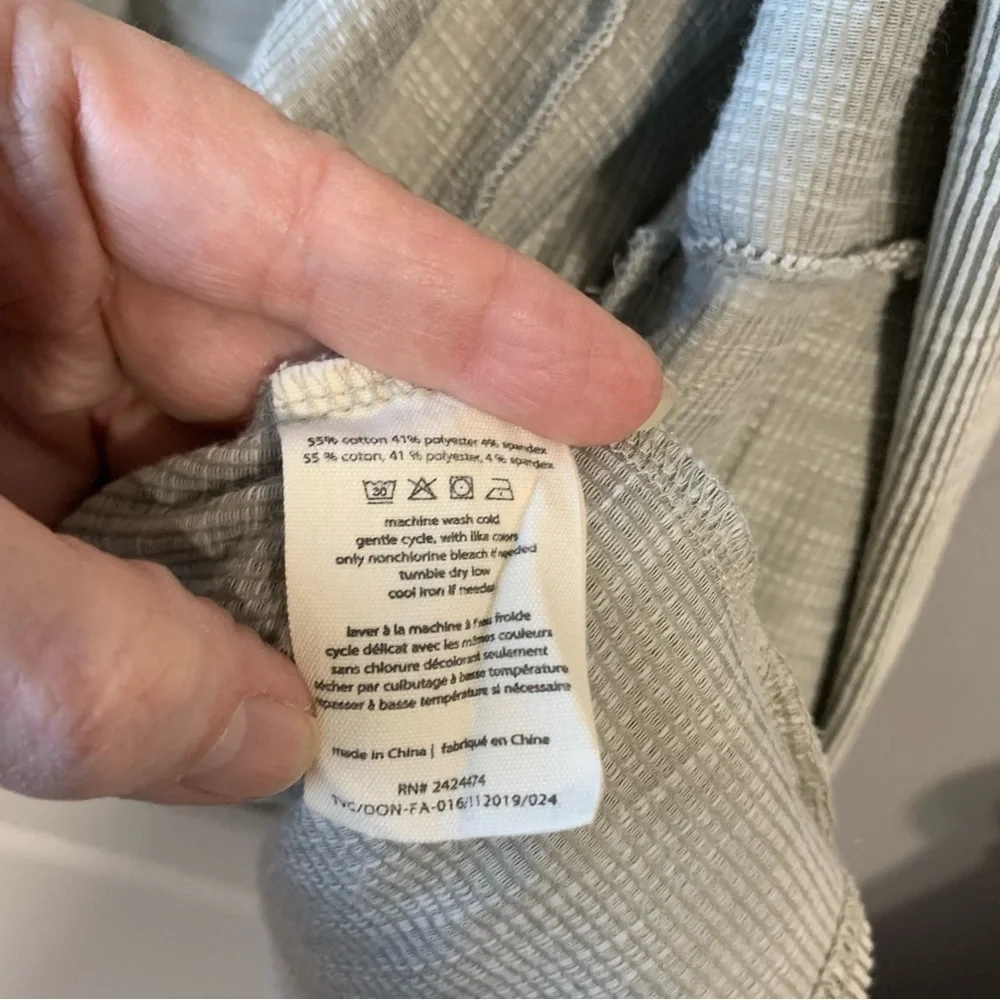 55% cotton 41% polyester 4% spandex
55 % coton, 41 % polyester, 4 % spandex
30
machine wash cold
gentle cycle, with like colors
only nonchlorine bleach if needed
tumble dry low
cool iron if needed
laver à la machine à l'eau froide
cycle délicat avec les mêmes couleurs
sans chlorure décolorant seulement
sécher par culbutage à basse température
repasser à basse température si nécessaire
made in China | fabriqué en Chine
RN# 2424474
TVC/DON-FA-016/112019/024